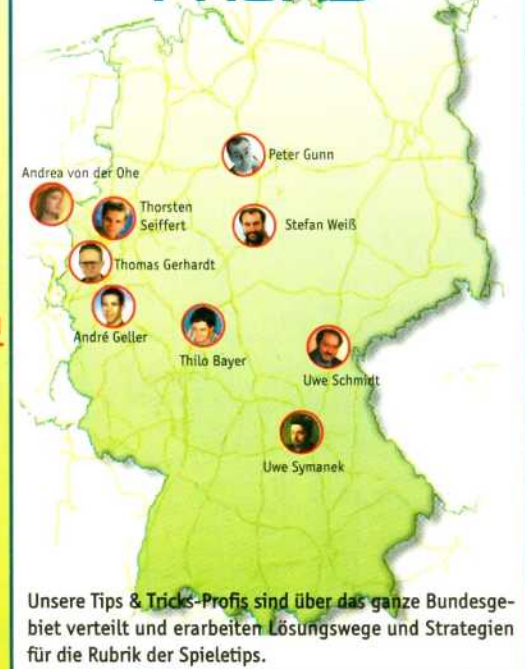 Peter Gunn
Andrea von der Ohe
Thorsten
Seiffert
Stefan Weiß
Thomas Gerhardt
André Geller
Thilo Bayer
Uwe Schmidt
Uwe Symanek
Unsere Tips & Tricks-Profis sind über das ganze Bundesge-
biet verteilt und erarbeiten Lösungswege und Strategien
für die Rubrik der Spieletips.